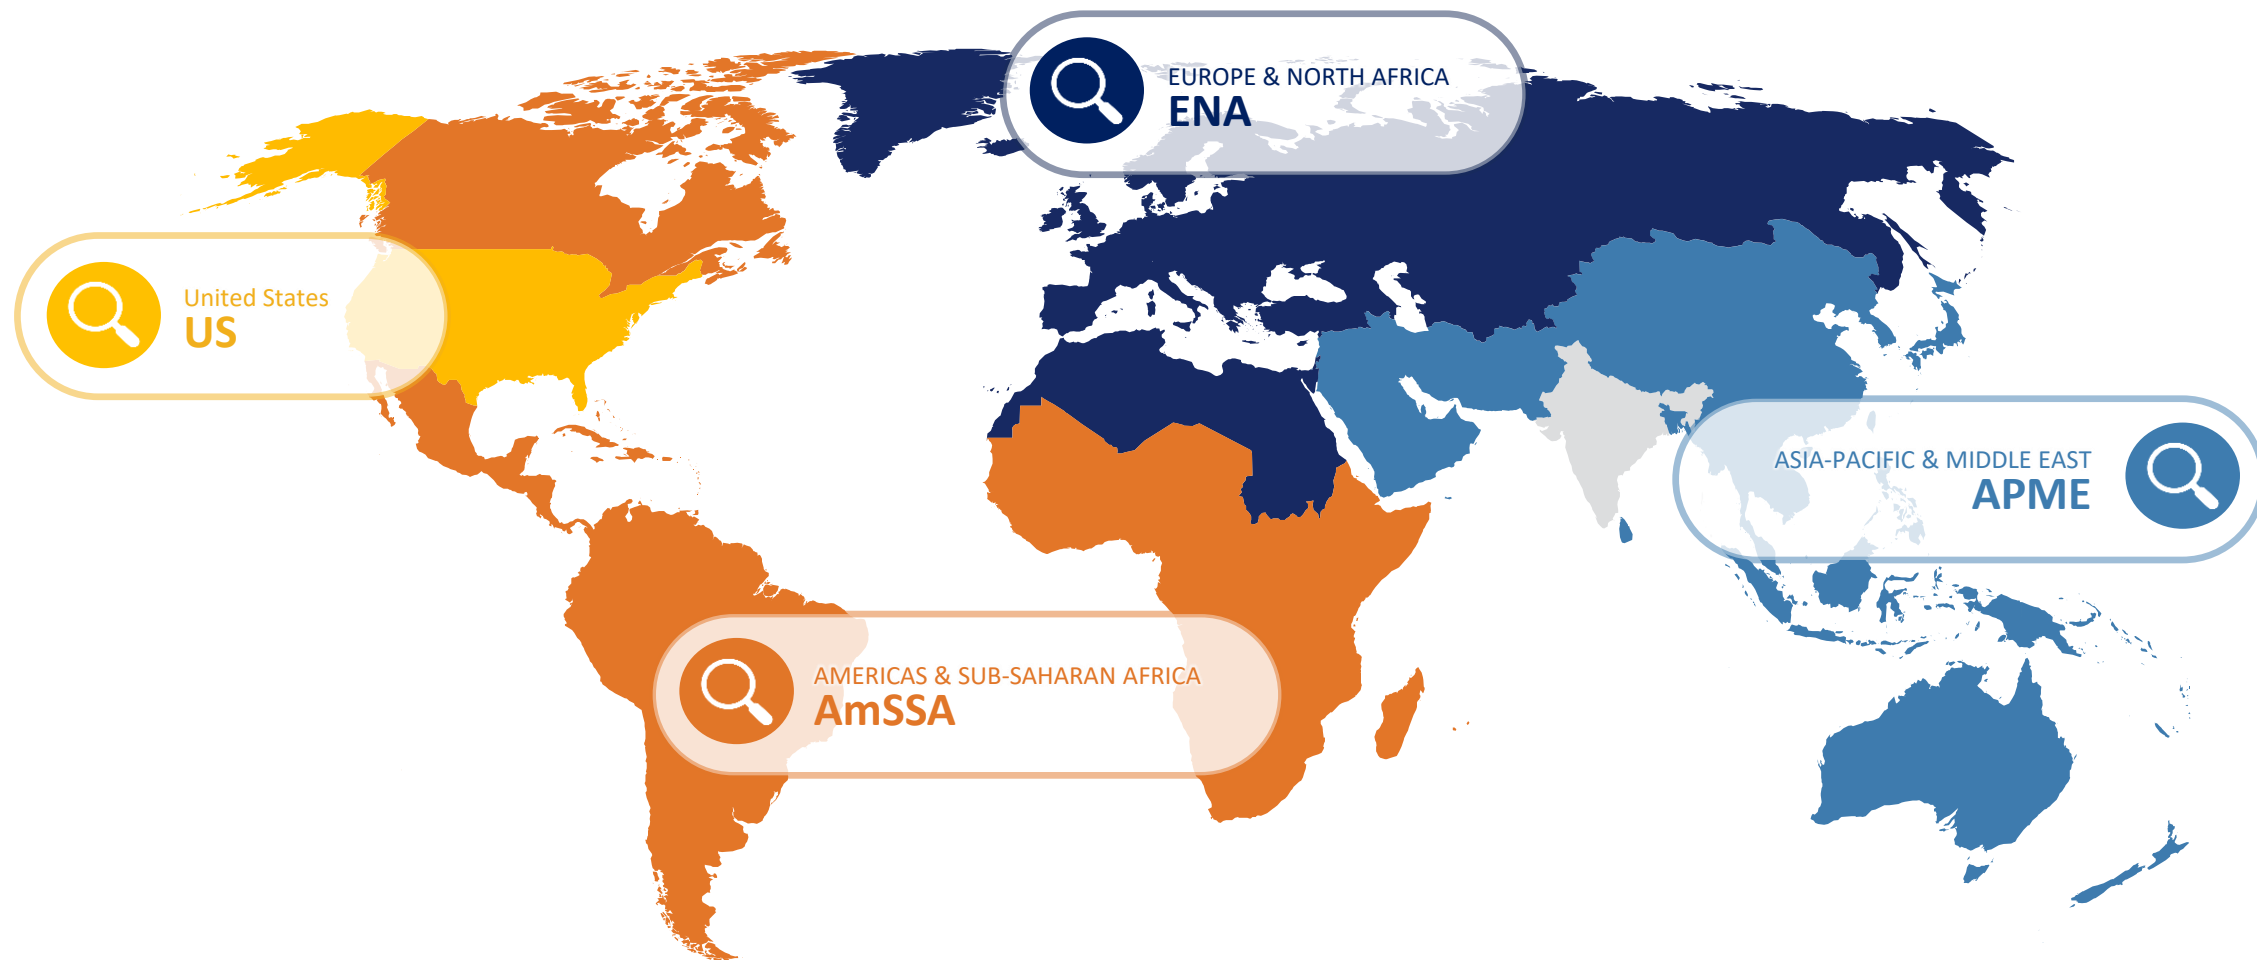 EUROPE & NORTH AFRICA
ENA
United States
US
ASIA-PACIFIC & MIDDLE EAST
APME
AMERICAS & SUB-SAHARAN AFRICA
AmSSA